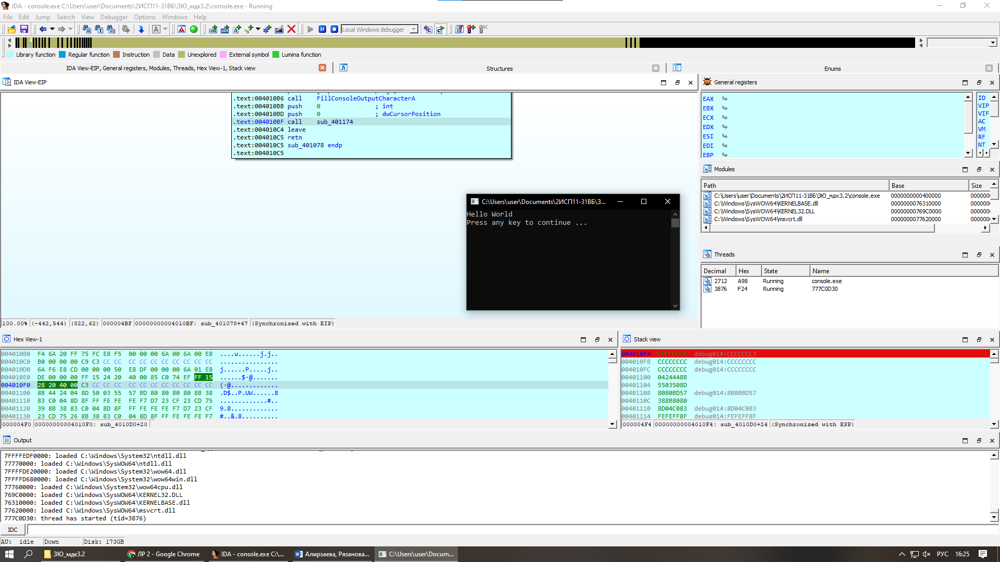 IDA - console.exe C:\Users\user\Documents\2ИСП11-31ВБ\ЗЮ_мдк3.2\console.exe - Running
File Edit Jump Search View Debugger Options Windows Help
Local Windows debugger
Library function Regular function Instruction Data Unexplored External symbol Lumina function
IDA View-EIP, General registers, Modules, Threads, Hex View-1, Stack view
Structures
Enums
IDA View-EIP
.text:004010B6 call FillConsoleOutputCharacterA
.text:004010BB push 0 ; int
.text:004010BD push 0 ; dwCursorPosition
.text:004010BF call sub_401174
.text:004010C4 leave
.text:004010C5 retn
.text:004010C5 sub_401078 endp
.text:004010C5
100.00% (-442,544) (822,62) 000004BF 00000000004010BF: sub_401078+47 (Synchronized with EIP)
General registers
EAX
EBX
ECX
EDX
ESI
EDI
EBP
ID
VIP
VIF
AC
VM
RF
NT
Modules
Path Base Size
C:\Users\user\Documents\2ИСП11-31ВБ\ЗЮ_мдк3.2\console.exe 0000000000400000 000000
C:\Windows\SysWOW64\KERNELBASE.dll 0000000076310000 000000
C:\Windows\SysWOW64\KERNEL32.DLL 00000000769C0000 000000
C:\Windows\SysWOW64\msvcrt.dll 0000000077620000 000000
C:\Users\user\Documents\2ИСП11-31ВБ\З...
Hello World
Press any key to continue ...
Threads
Decimal Hex State Name
2712 A98 Running console.exe
3876 F24 Running 777C0D30
Hex View-1
004010B0 F4 6A 20 FF 75 FC E8 F5 00 00 00 6A 00 6A 00 E8 ....u......j.j..
004010C0 B0 00 00 00 C9 C3 CC CC CC CC CC CC CC CC CC CC ................
004010D0 6A F6 E8 CD 00 00 00 50 E8 DF 00 00 00 6A 01 E8 j......P.....j..
004010E0 DE 00 00 00 FF 15 24 20 40 00 85 C0 74 EF FF 15 ......$·@.......
004010F0 28 20 40 00 C3 CC CC CC CC CC CC CC CC CC CC CC (·@.............
00401100 8B 44 24 04 8D 50 03 55 57 BD 80 80 80 80 8B 38 .D$..P.UW......8
00401110 83 C0 04 8D 8F FF FE FE FE F7 D7 23 CF 23 CD 75 .............#..
00401120 39 8B 38 83 C0 04 8D 8F FF FE FE FE F7 D7 23 CF 9.8.............
00401130 23 CD 75 26 8B 38 83 C0 04 8D 8F FF FE FE FE F7 #..&.8..........
000004F0 00000000004010F0: sub_4010D0+20
Stack view
004010F4 CCCCCCC3 debug014:CCCCCCC3
004010F8 CCCCCCCC debug014:CCCCCCCC
004010FC CCCCCCCC debug014:CCCCCCCC
00401100 0424448B
00401104 5503508D
00401108 8080BD57 debug014:8080BD57
0040110C 388B8080
00401110 8D04C083 debug014:8D04C083
00401114 FEFEFF8F debug014:FEFEFF8F
000004F4 00000000004010F4: sub_4010D0+24 (Synchronized with ESP)
Output
7FFFFEDF0000: loaded C:\Windows\System32\ntdll.dll
77770000: loaded C:\Windows\SysWOW64\ntdll.dll
7FFFFDE20000: loaded C:\Windows\System32\wow64.dll
7FFFFD680000: loaded C:\Windows\System32\wow64win.dll
77760000: loaded C:\Windows\System32\wow64cpu.dll
769C0000: loaded C:\Windows\SysWOW64\KERNEL32.DLL
76310000: loaded C:\Windows\SysWOW64\KERNELBASE.dll
77620000: loaded C:\Windows\SysWOW64\msvcrt.dll
777C0D30: thread has started (tid=3876)
IDC
AU: idle Down Disk: 173GB
ЗЮ_мдк3.2
ЛР 2 - Google Chrome
IDA - console.exe C:\...
Алирзаева, Рязанова...
C:\Users\user\Docum...
РУС 16:25